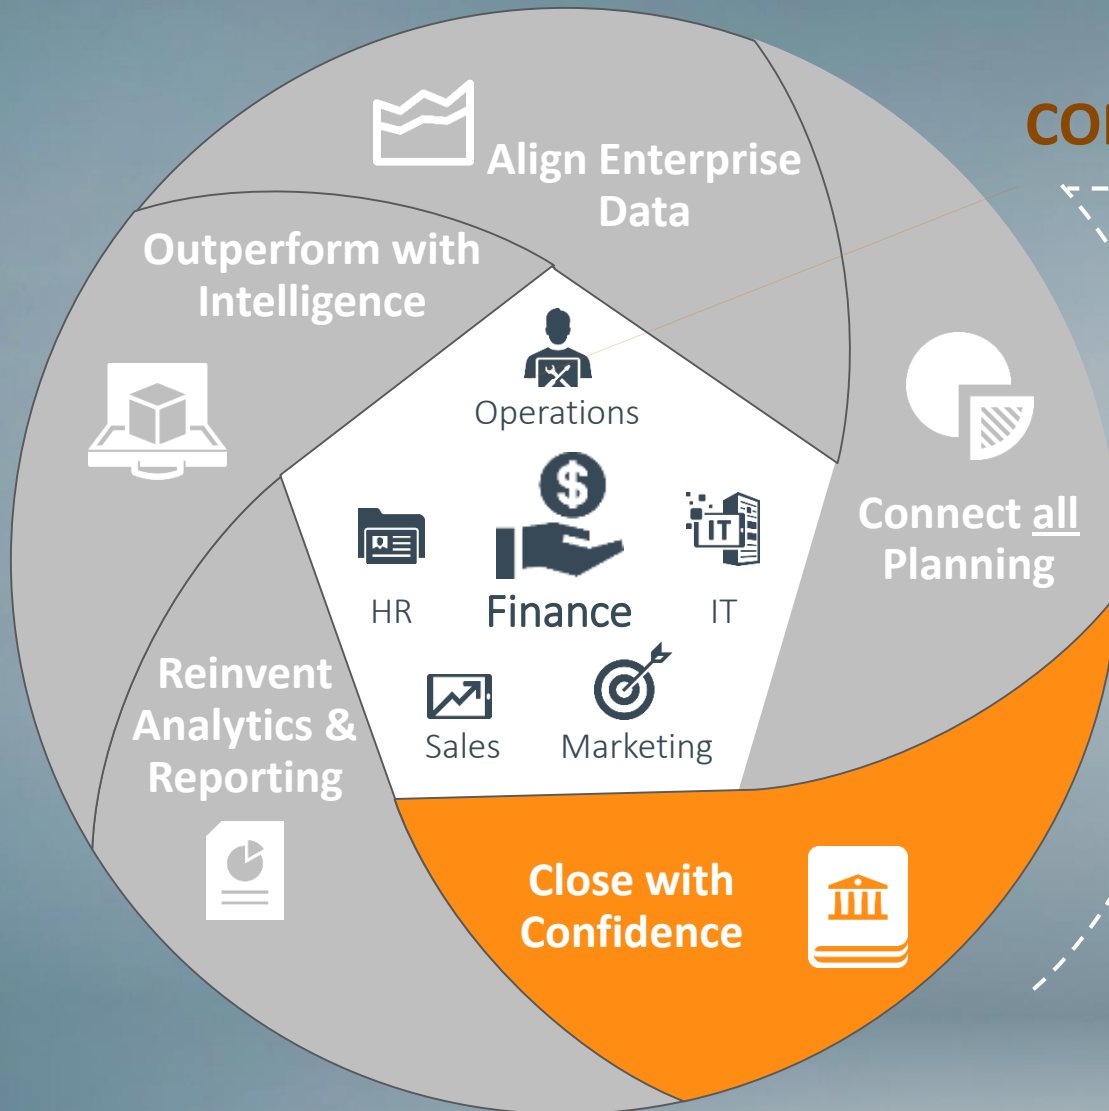 Align Enterprise
Data
Outperform with
Intelligence
Connect all
Planning
Operations
HR
Finance
IT
IT
Sales
Marketing
Reinvent
Analytics &
Reporting
Close with
Confidence